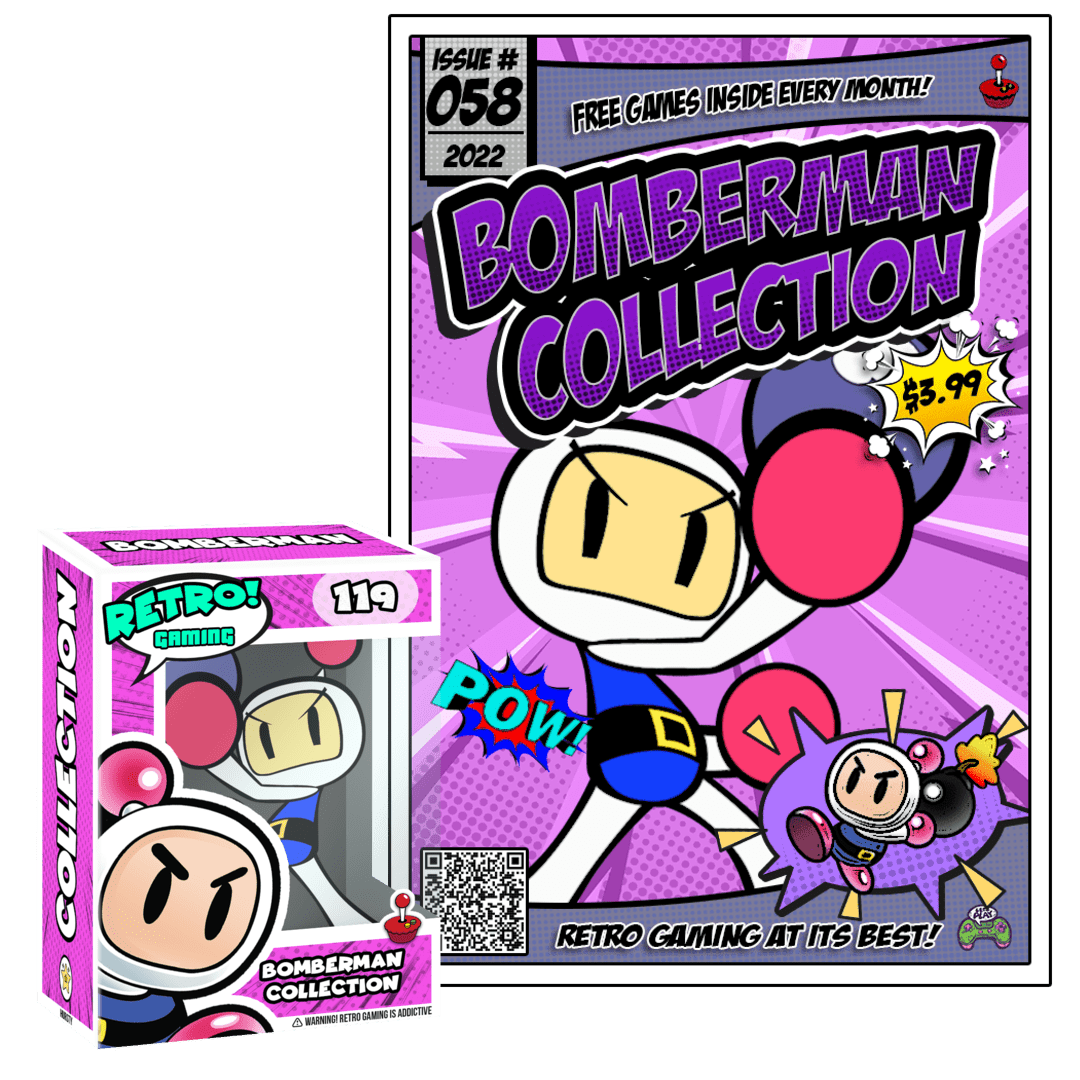 ISSUE #
058
2022
FREE GAMES INSIDE EVERY MONTH!
BOMBERMAN
COLLECTION
$3.99
POW!
RETRO GAMING AT ITS BEST!
BOMBERMAN
COLLECTION
RETRO!
GAMING
119
BOMBERMAN
COLLECTION
WARNING! RETRO GAMING IS ADDICTIVE